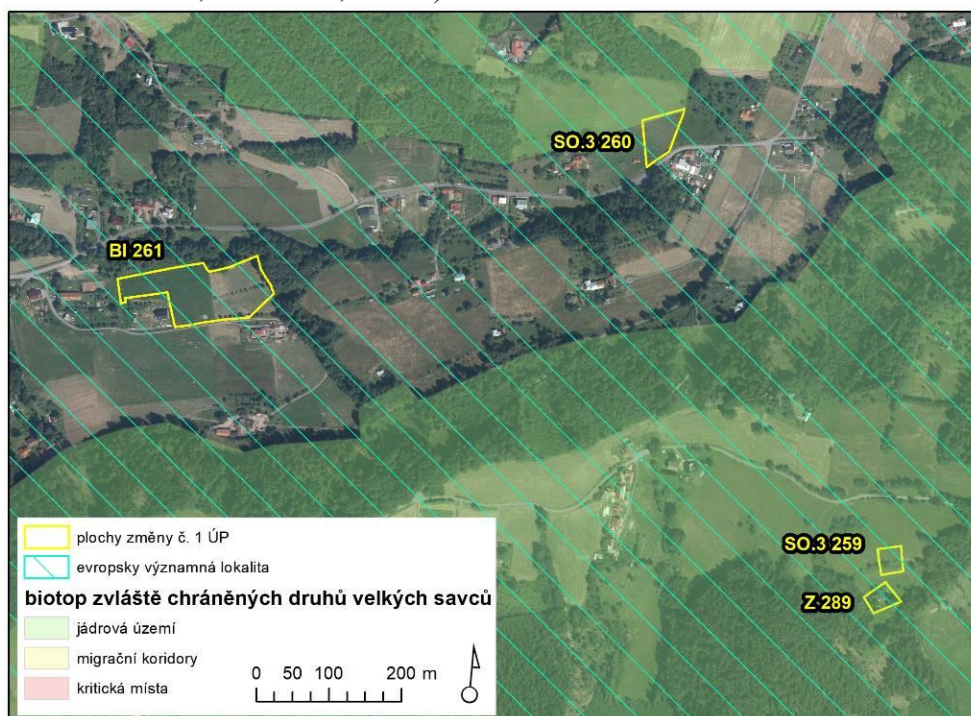 SO.3 260
BI 261
SO.3 259
Z 289
plochy změny č. 1 ÚP
evropsky významná lokalita
biotop zvláště chráněných druhů velkých savců
jádrová území
migrační koridory
kritická místa
0 50 100 200 m